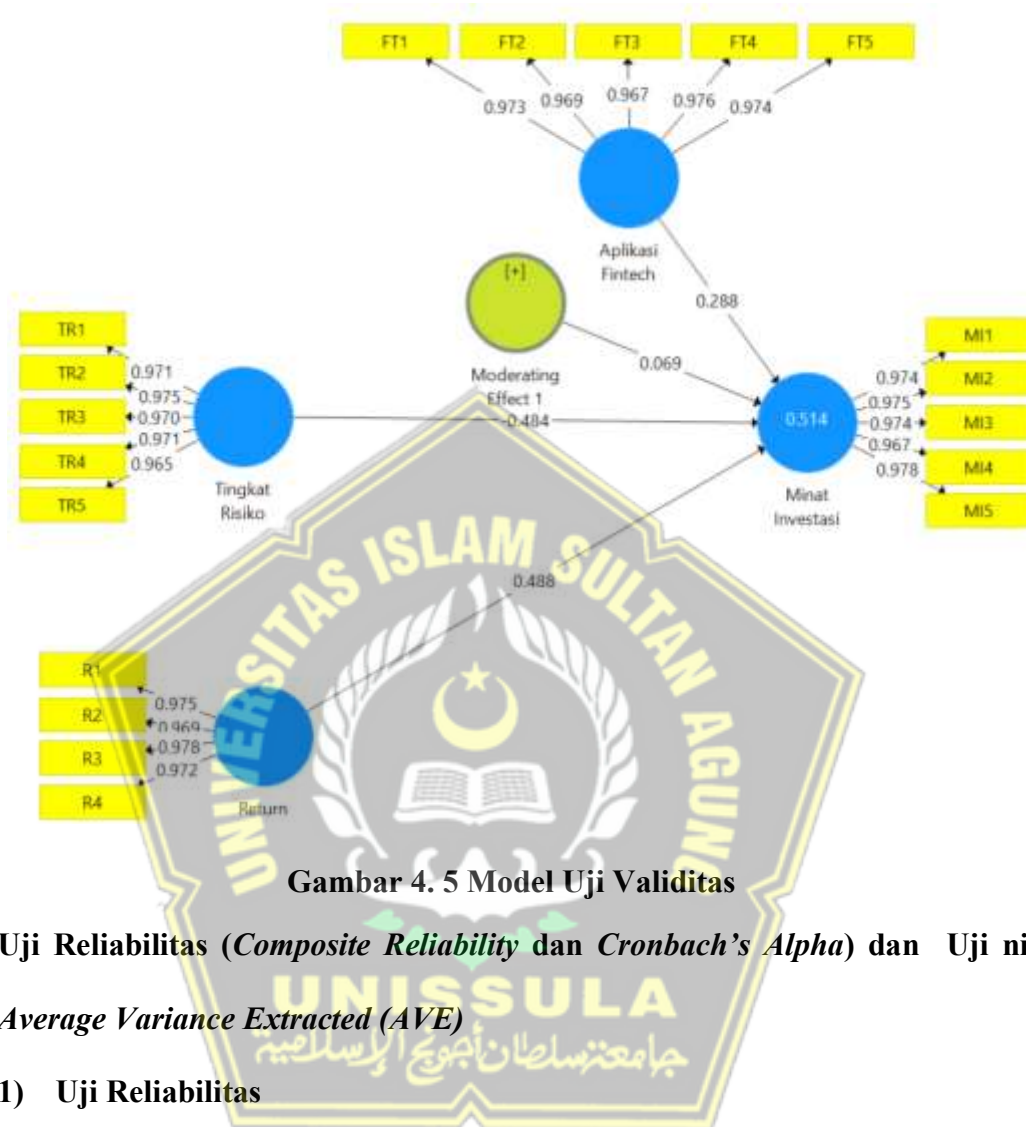 FT1 FT2 FT3 FT4 FT5
0.973 0.969 0.967 0.976 0.974
Aplikasi
Fintech
[+]
0.288
Moderating
Effect 1
0.069
TR1
TR2
TR3
TR4
TR5
0.971
0.975
0.970
0.971
0.965
Tingkat
Risiko
-0.484
0.514
Minat
Investasi
0.974
0.975
0.974
0.967
0.978
MI1
MI2
MI3
MI4
MI5
0.488
R1
R2
R3
R4
0.975
0.969
0.978
0.972
Return
UNIVERSITAS ISLAM SULTAN AGUNG
Gambar 4. 5 Model Uji Validitas
Uji Reliabilitas (Composite Reliability dan Cronbach’s Alpha) dan Uji ni
Average Variance Extracted (AVE)
UNISSULA
جامعننسلطان أجونج الإسلامية
1) Uji Reliabilitas